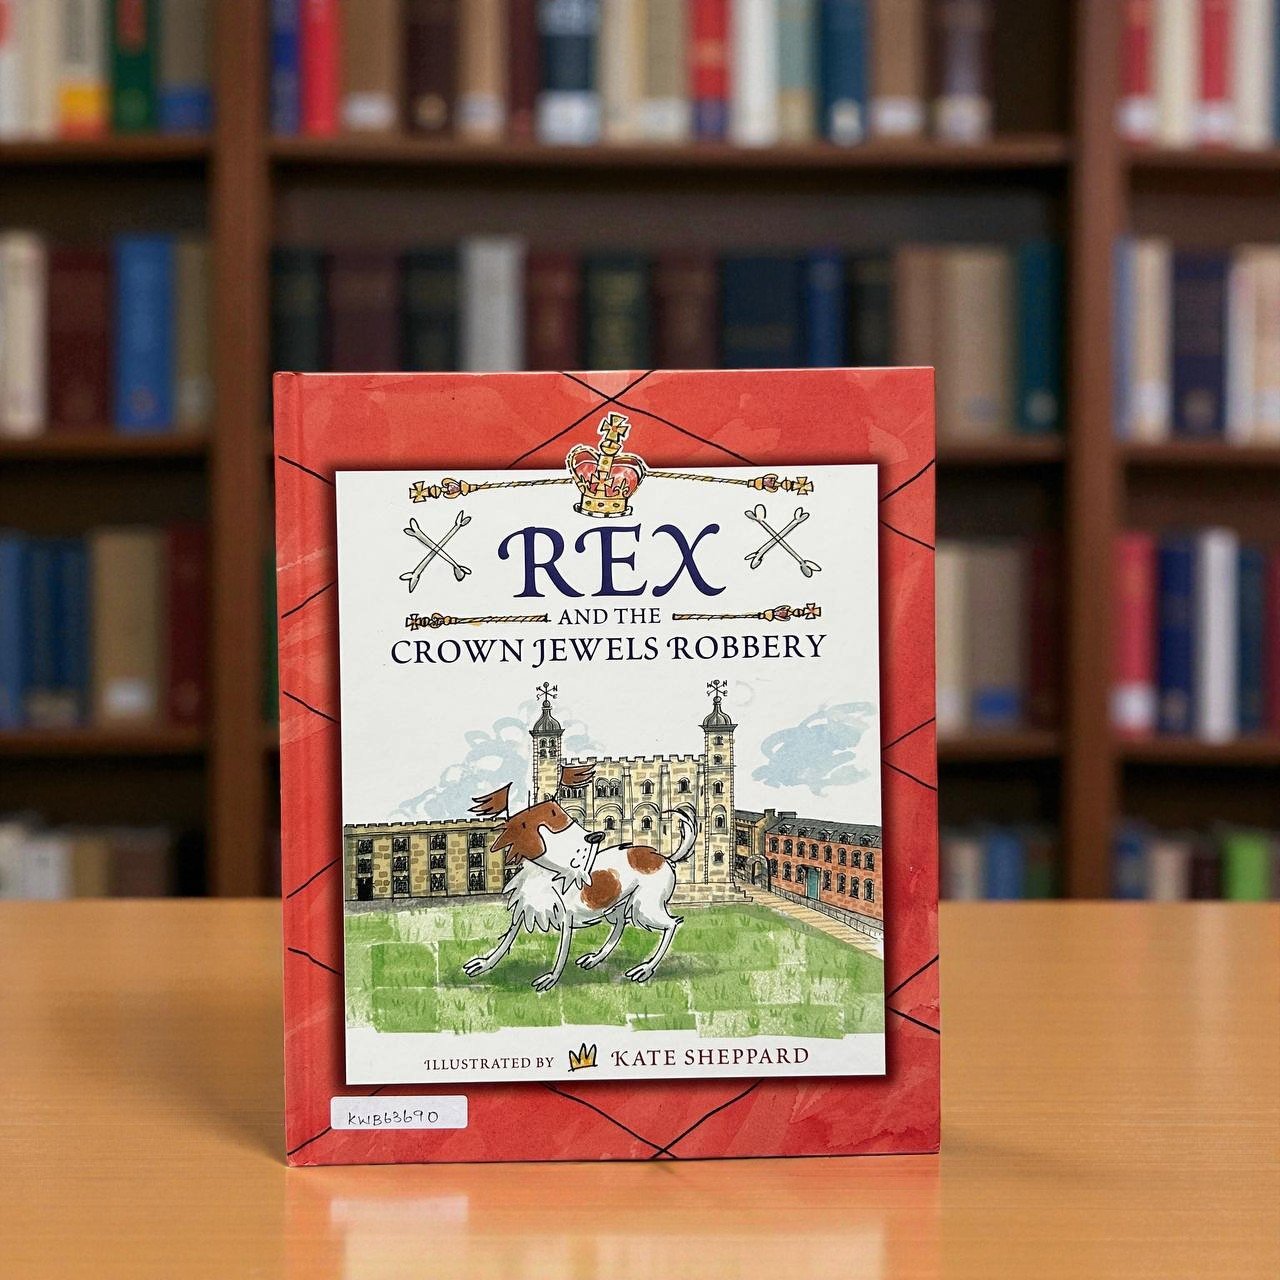 REX
AND THE
CROWN JEWELS ROBBERY
ILLUSTRATED BY KATE SHEPPARD
KWB63690